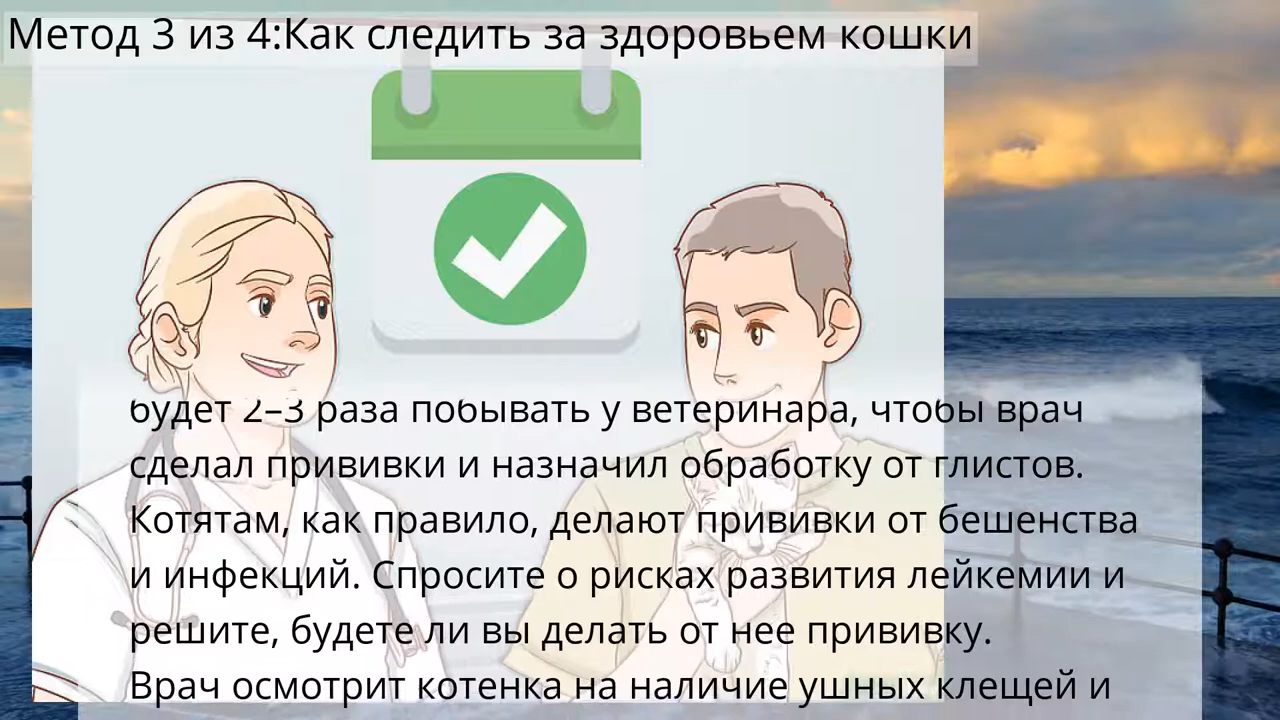 Метод 3 из 4:Как следить за здоровьем кошки
будет 2–3 раза побывать у ветеринара, чтобы врач
сделал прививки и назначил обработку от глистов.
Котятам, как правило, делают прививки от бешенства
и инфекций. Спросите о рисках развития лейкемии и
решите, будете ли вы делать от нее прививку.
Врач осмотрит котенка на наличие ушных клещей и